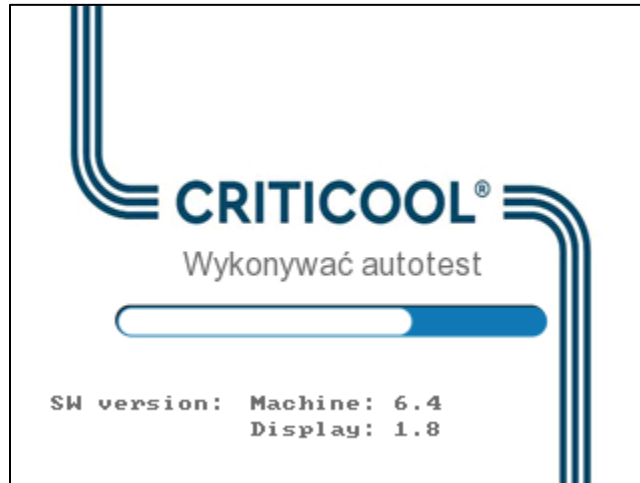 CRITICOOL®
Wykonywać autotest
SW version: Machine: 6.4
Display: 1.8